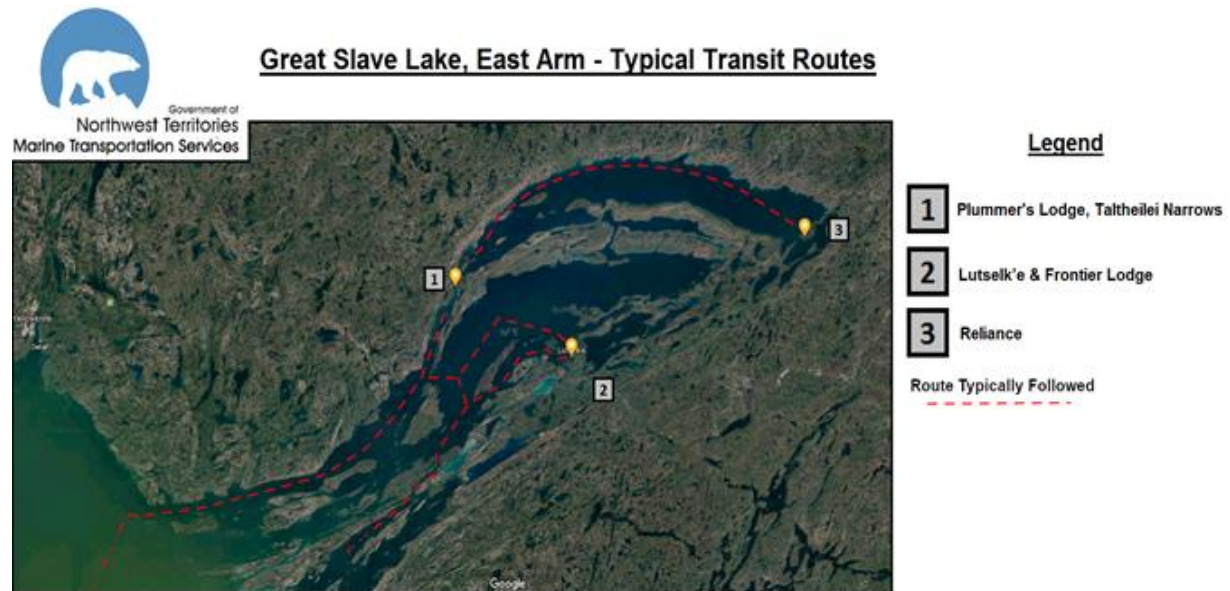 Great Slave Lake, East Arm - Typical Transit Routes
Government of
Northwest Territories
Marine Transportation Services
Legend
1 Plummer's Lodge, Taltheilei Narrows
2 Lutselk'e & Frontier Lodge
3 Reliance
Route Typically Followed
3
1
2
Google